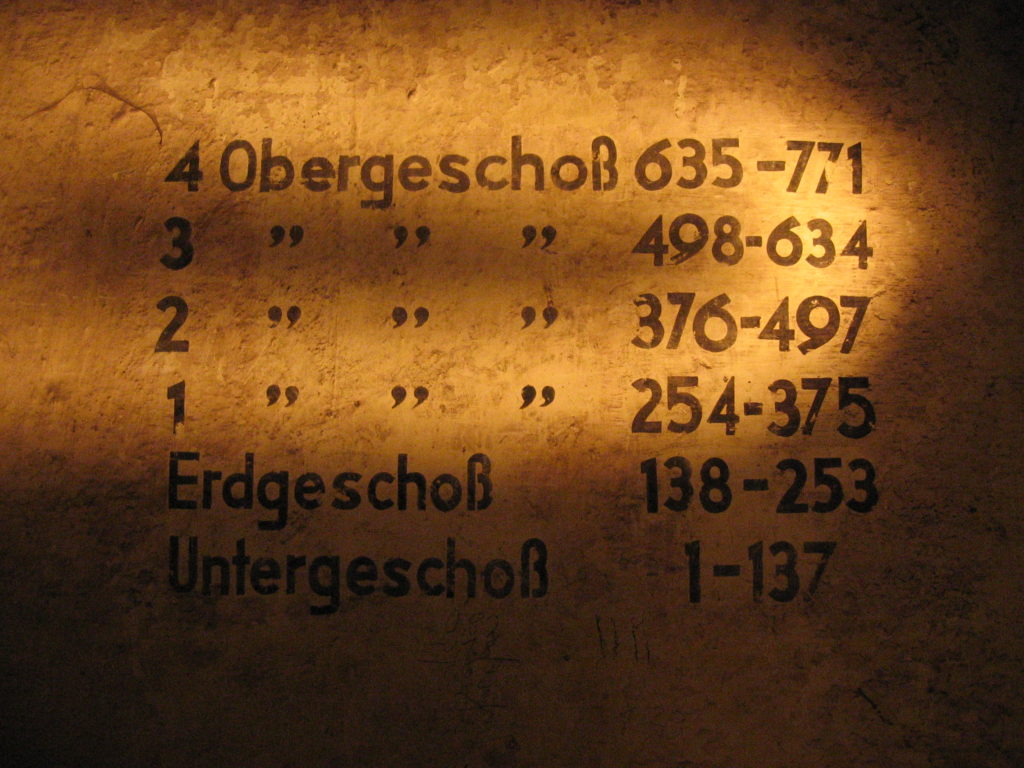 4 Obergeschoß 635-771
3 " " " 498-634
2 " " " 376-497
1 " " " 254-375
Erdgeschoß 138-253
Untergeschoß 1-137